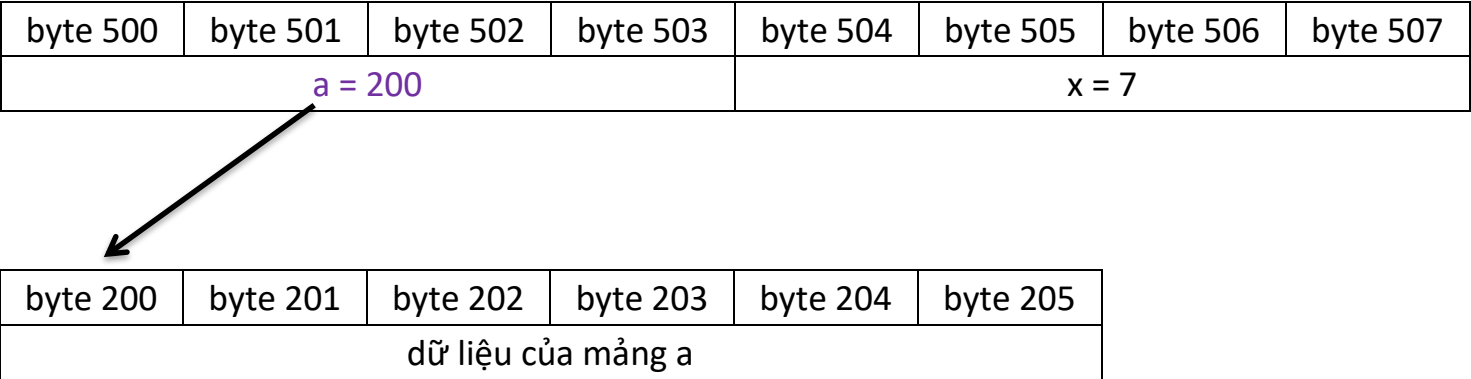 byte 500 byte 501 byte 502 byte 503 byte 504 byte 505 byte 506 byte 507
a = 200 x = 7
byte 200 byte 201 byte 202 byte 203 byte 204 byte 205
dữ liệu của mảng a